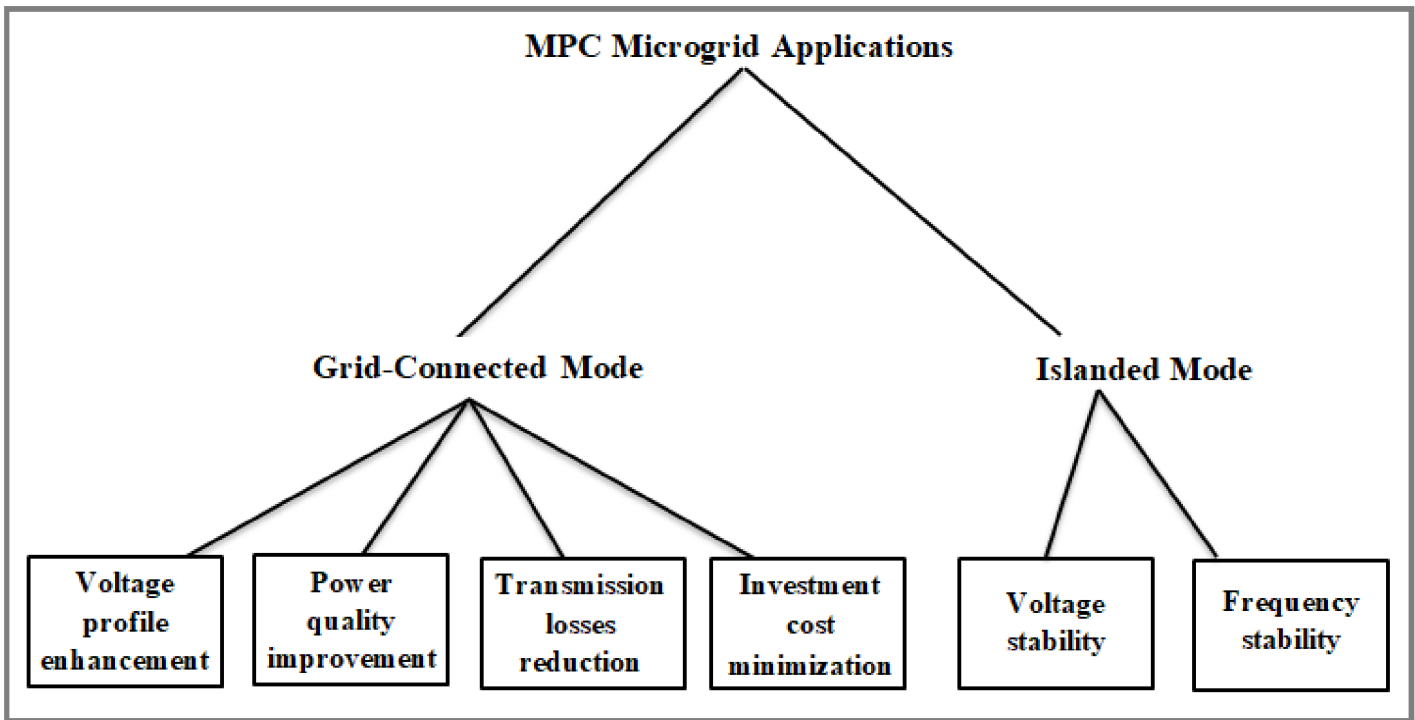 MPC Microgrid Applications
Grid-Connected Mode
Islanded Mode
Voltage
profile
enhancement
Power
quality
improvement
Transmission
losses
reduction
Investment
cost
minimization
Voltage
stability
Frequency
stability